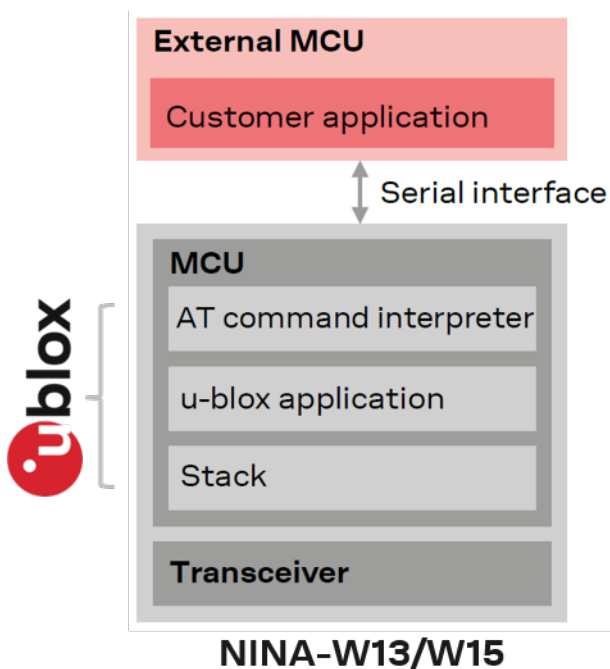 External MCU
Customer application
Serial interface
MCU
AT command interpreter
u-blox application
Stack
ublox
Transceiver
NINA-W13/W15